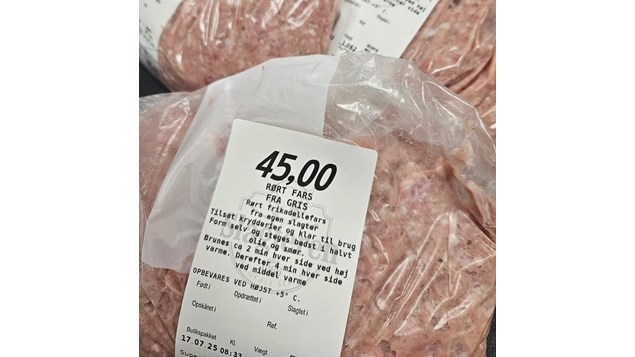 45,00
RØRT FARS
FRA GRIS
Rørt frikadellefars
fra egen slagter
Tilsat krydderier og klar til brug
Form selv og steges bedst i halvt
olie og smør.
Brunes ca 2 min hver side ved høj
varme. Derefter 4 min hver side
ved middel varme
OPBEVARES VED HØJST +5° C.
Født i Opdrættet i Slagtet i
Opskåret i Ref.
Butikspakket Kl. Vægt
17.07.25 08:33